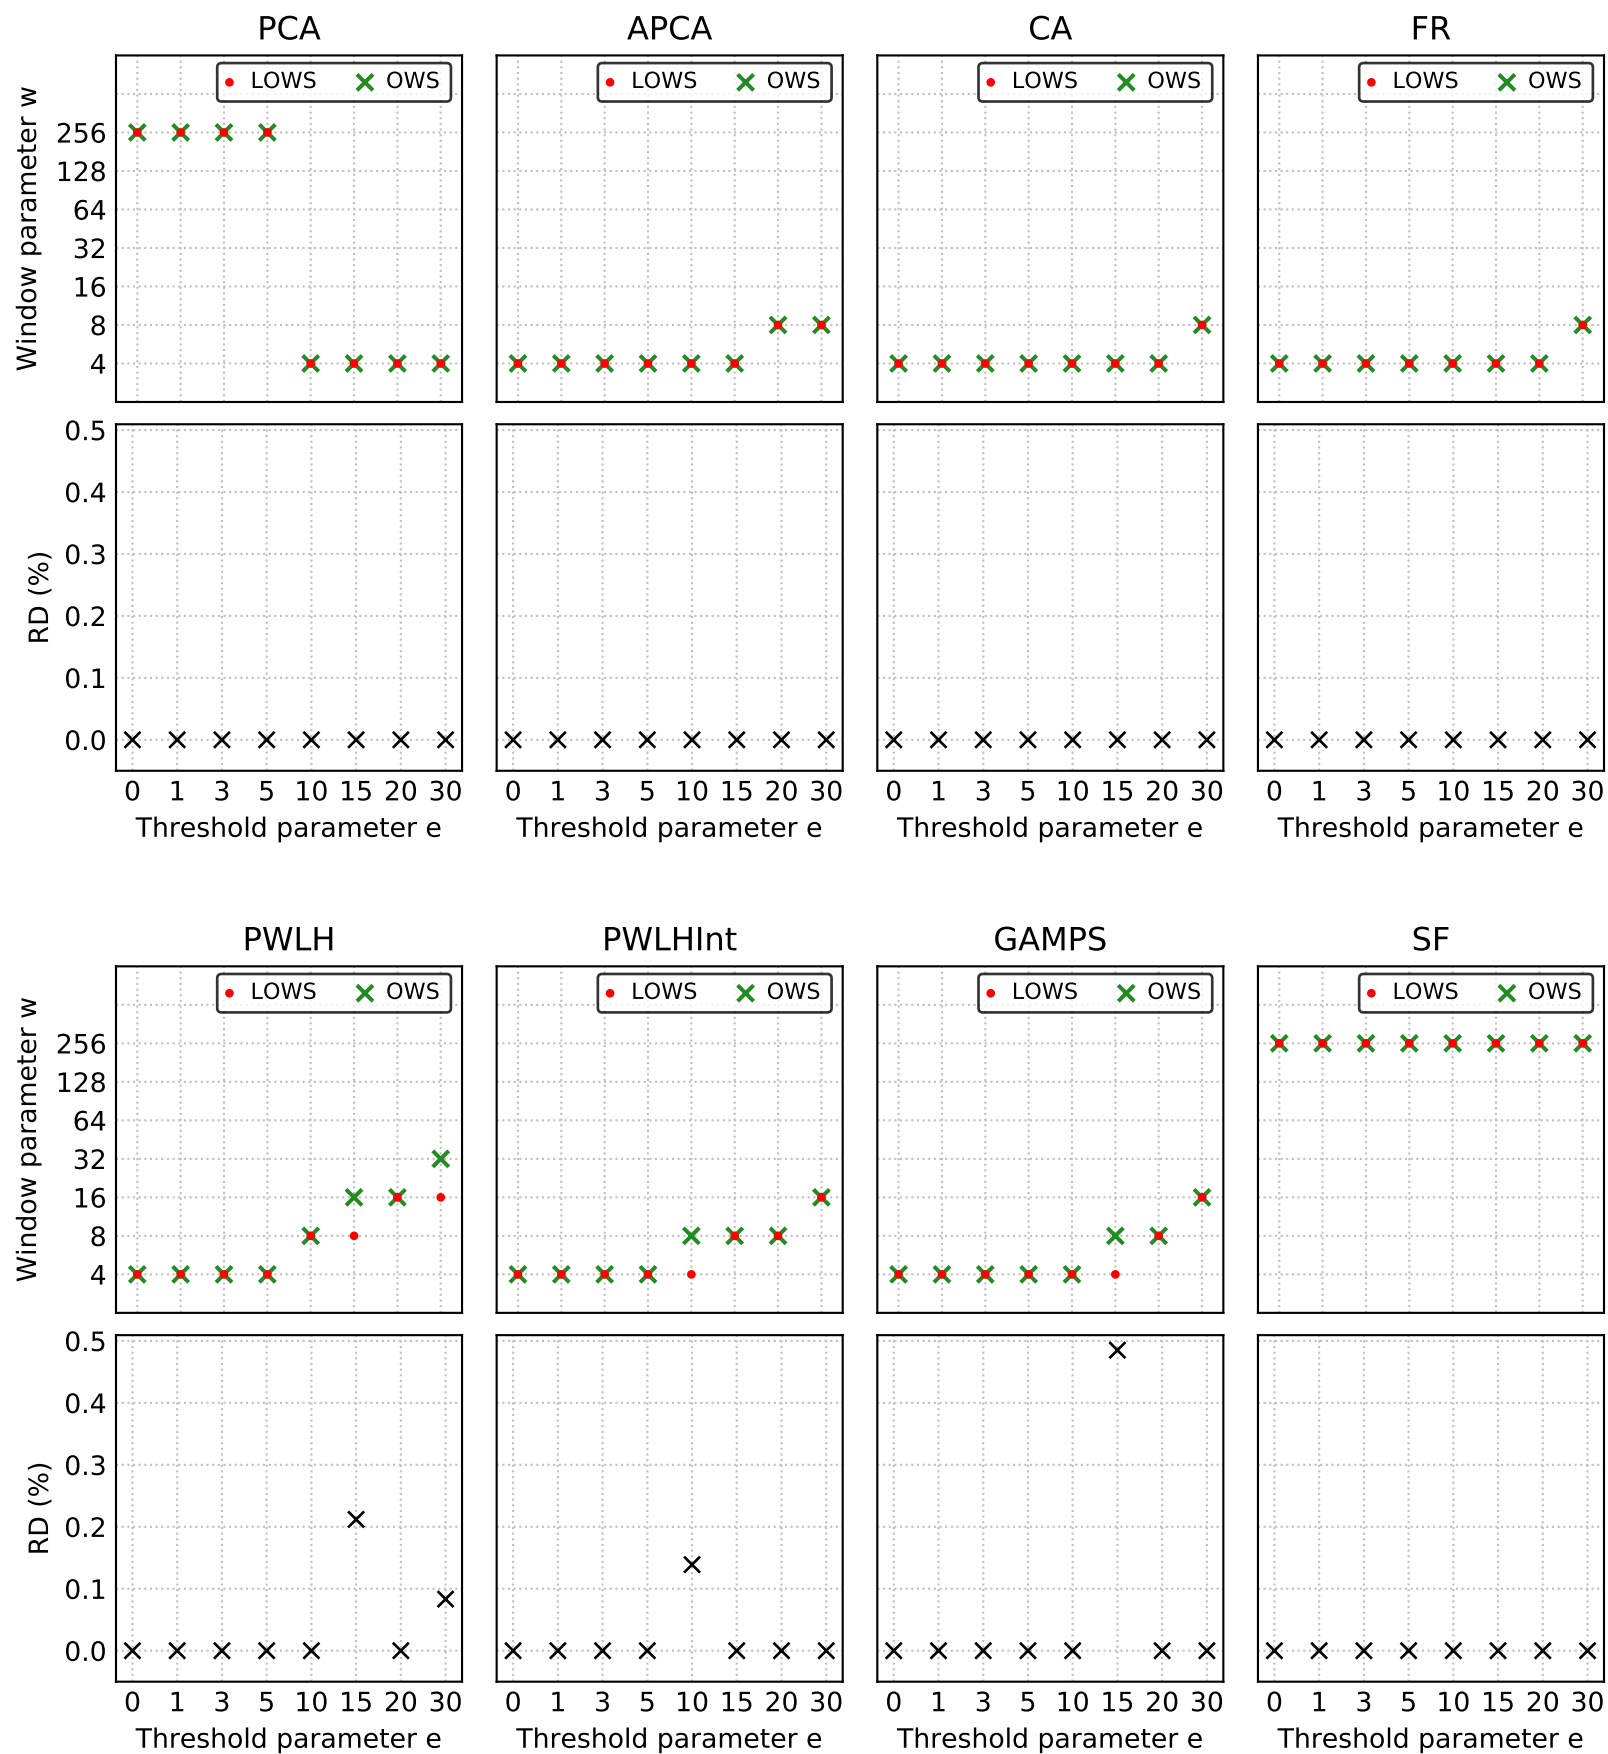 PCA APCA CA FR
LOWS OWS LOWS OWS LOWS OWS LOWS OWS
Window parameter w
256
128
64
32
16
8
4
RD (%)
0.5
0.4
0.3
0.2
0.1
0.0
0 1 3 5 10 15 20 30 0 1 3 5 10 15 20 30 0 1 3 5 10 15 20 30 0 1 3 5 10 15 20 30
Threshold parameter e Threshold parameter e Threshold parameter e Threshold parameter e
PWLH PWLHInt GAMPS SF
LOWS OWS LOWS OWS LOWS OWS LOWS OWS
Window parameter w
256
128
64
32
16
8
4
RD (%)
0.5
0.4
0.3
0.2
0.1
0.0
0 1 3 5 10 15 20 30 0 1 3 5 10 15 20 30 0 1 3 5 10 15 20 30 0 1 3 5 10 15 20 30
Threshold parameter e Threshold parameter e Threshold parameter e Threshold parameter e